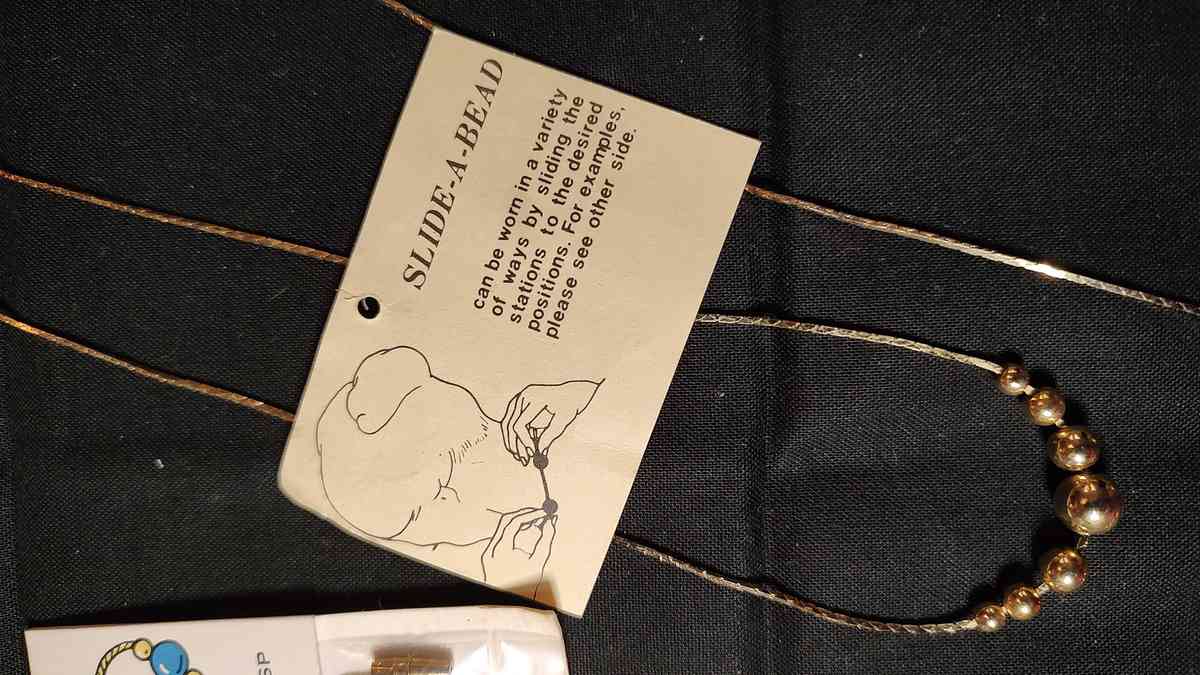 SLIDE-A-BEAD
can be worn in a variety
of ways by sliding the
stations to the desired
positions. For examples,
please see other side.